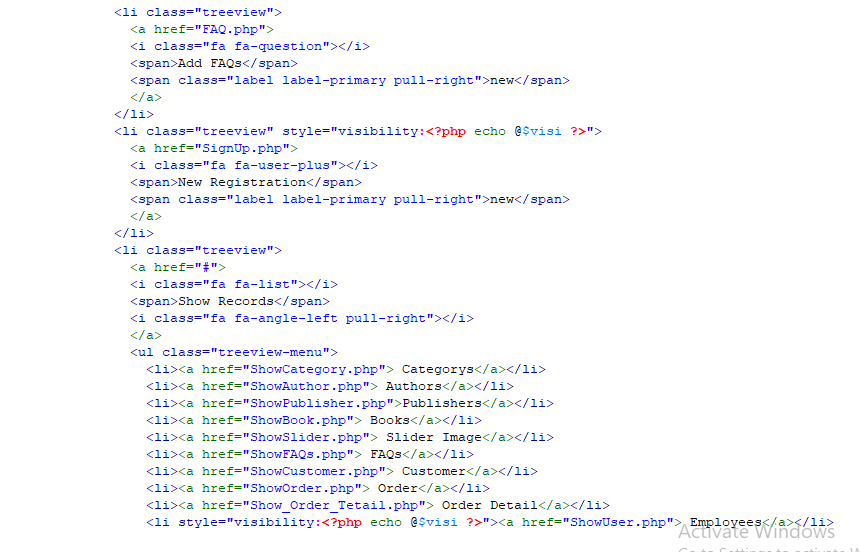 <li class="treeview">
<a href="FAQ.php">
<i class="fa fa-question"></i>
<span>Add FAQs</span>
<span class="label label-primary pull-right">new</span>
</a>
</li>
<li class="treeview" style="visibility:<?php echo @$visi ?>">
<a href="SignUp.php">
<i class="fa fa-user-plus"></i>
<span>New Registration</span>
<span class="label label-primary pull-right">new</span>
</a>
</li>
<li class="treeview">
<a href="#">
<i class="fa fa-list"></i>
<span>Show Records</span>
<i class="fa fa-angle-left pull-right"></i>
</a>
<ul class="treeview-menu">
<li><a href="ShowCategory.php"> Categorys</a></li>
<li><a href="ShowAuthor.php"> Authors</a></li>
<li><a href="ShowPublisher.php">Publishers</a></li>
<li><a href="ShowBook.php"> Books</a></li>
<li><a href="ShowSlider.php"> Slider Image</a></li>
<li><a href="ShowFAQs.php"> FAQs</a></li>
<li><a href="ShowCustomer.php"> Customer</a></li>
<li><a href="ShowOrder.php"> Order</a></li>
<li><a href="Show_Order_Tetail.php"> Order Detail</a></li>
<li style="visibility:<?php echo @$visi ?>"><a href="ShowUser.php"> Employees</a></li>
Activate Windows